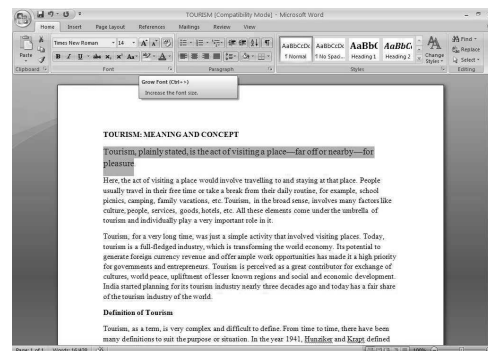 TOURISM [Compatibility Mode] - Microsoft Word
Home Insert Page Layout References Mailings Review View
Paste
Times New Roman 14
AaBbCcDc AaBbCcDc AaBbC AaBbCc
¶ Normal ¶ No Spac... Heading 1 Heading 2
Change Styles
Find
Replace
Select
Clipboard Font Paragraph Styles Editing
Grow Font (Ctrl+>)
Increase the font size.
TOURISM: MEANING AND CONCEPT
Tourism, plainly stated, is the act of visiting a place—far off or nearby—for
pleasure.
Here, the act of visiting a place would involve travelling to and staying at that place. People
usually travel in their free time or take a break from their daily routine, for example, school
picnics, camping, family vacations, etc. Tourism, in the broad sense, involves many factors like
culture, people, services, goods, hotels, etc. All these elements come under the umbrella of
tourism and individually play a very important role in it.
Tourism, for a very long time, was just a simple activity that involved visiting places. Today,
tourism is a full-fledged industry, which is transforming the world economy. Its potential to
generate foreign currency revenue and offer ample work opportunities has made it a high priority
for governments and entrepreneurs. Tourism is perceived as a great contributor for exchange of
cultures, world peace, upliftment of lesser known regions and social and economic development.
India started planning for its tourism industry nearly three decades ago and today has a fair share
of the tourism industry of the world.
Definition of Tourism
Tourism, as a term, is very complex and difficult to define. From time to time, there have been
many definitions to suit the purpose or situation. In the year 1941, Hunziker and Krapt defined
Page: 1 of 1 Words: 100%